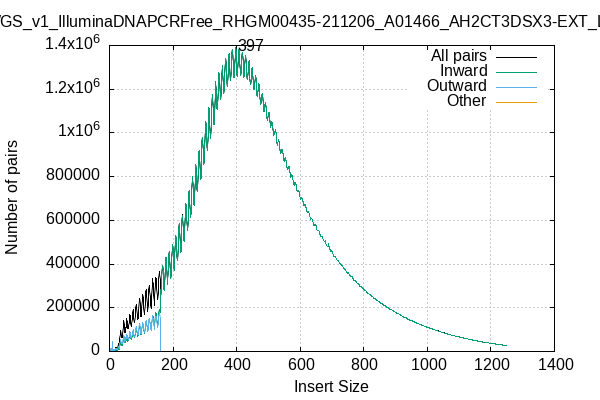 GS_v1_IlluminaDNAPCRFree_RHGM00435-211206_A01466_AH2CT3DSX3-EXT_
397
All pairs
Inward
Outward
Other
Number of pairs
1.4x10^6
1.2x10^6
1x10^6
800000
600000
400000
200000
0
0 200 400 600 800 1000 1200 1400
Insert Size